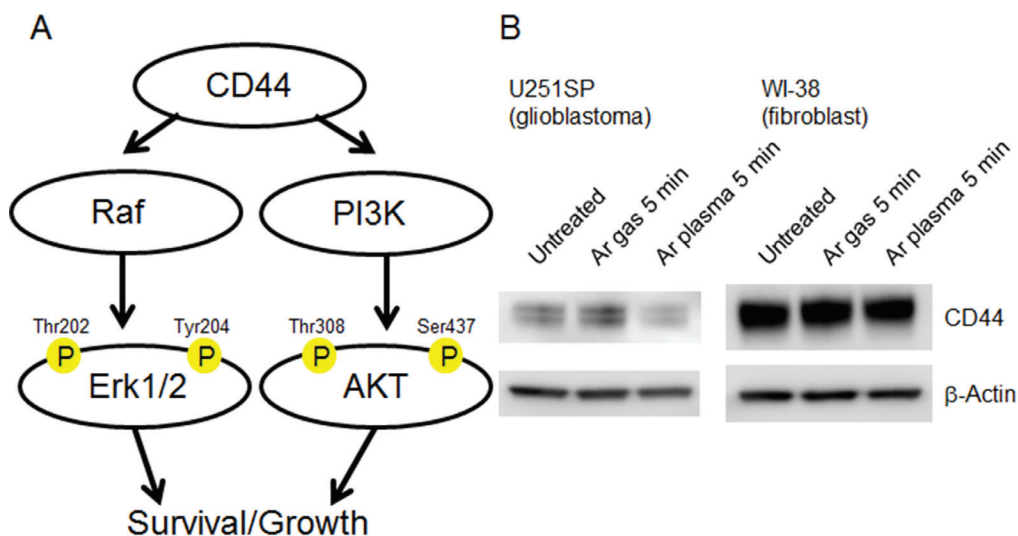 A
CD44
Raf
PI3K
Thr202
Tyr204
Thr308
Ser437
P
P
P
P
Erk1/2
AKT
Survival/Growth
B
U251SP
(glioblastoma)
WI-38
(fibroblast)
Untreated
Ar gas 5 min
Ar plasma 5 min
Untreated
Ar gas 5 min
Ar plasma 5 min
CD44
β-Actin